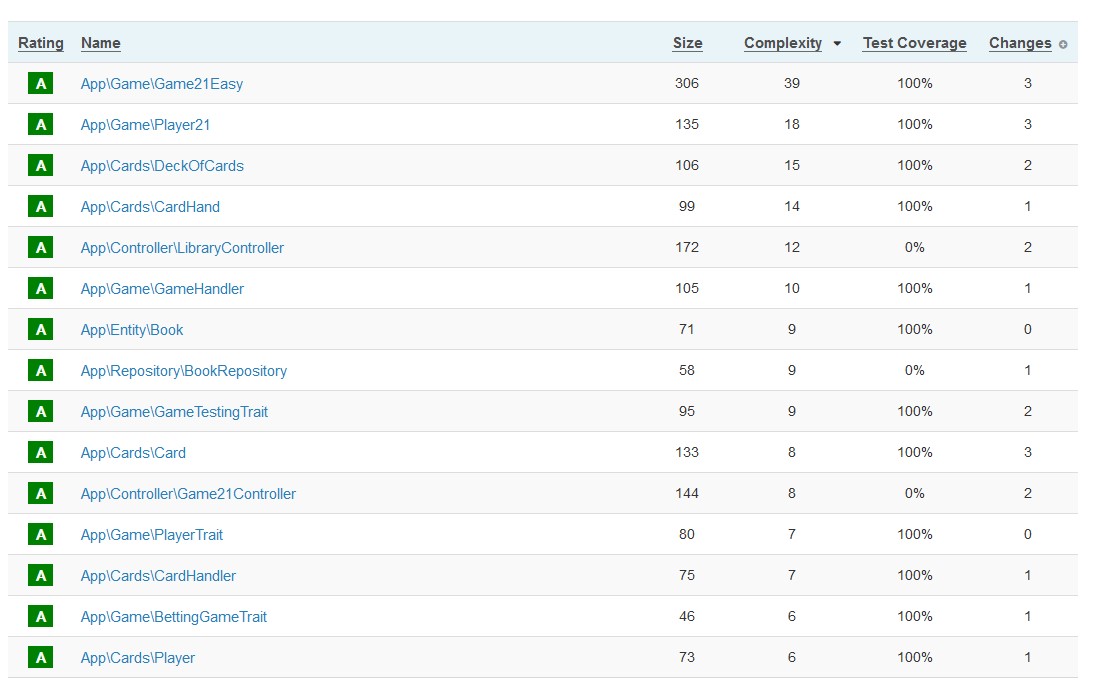 Rating Name Size Complexity Test Coverage Changes
A App\Game\Game21Easy 306 39 100% 3
A App\Game\Player21 135 18 100% 3
A App\Cards\DeckOfCards 106 15 100% 2
A App\Cards\CardHand 99 14 100% 1
A App\Controller\LibraryController 172 12 0% 2
A App\Game\GameHandler 105 10 100% 1
A App\Entity\Book 71 9 100% 0
A App\Repository\BookRepository 58 9 0% 1
A App\Game\GameTestingTrait 95 9 100% 2
A App\Cards\Card 133 8 100% 3
A App\Controller\Game21Controller 144 8 0% 2
A App\Game\PlayerTrait 80 7 100% 0
A App\Cards\CardHandler 75 7 100% 1
A App\Game\BettingGameTrait 46 6 100% 1
A App\Cards\Player 73 6 100% 1